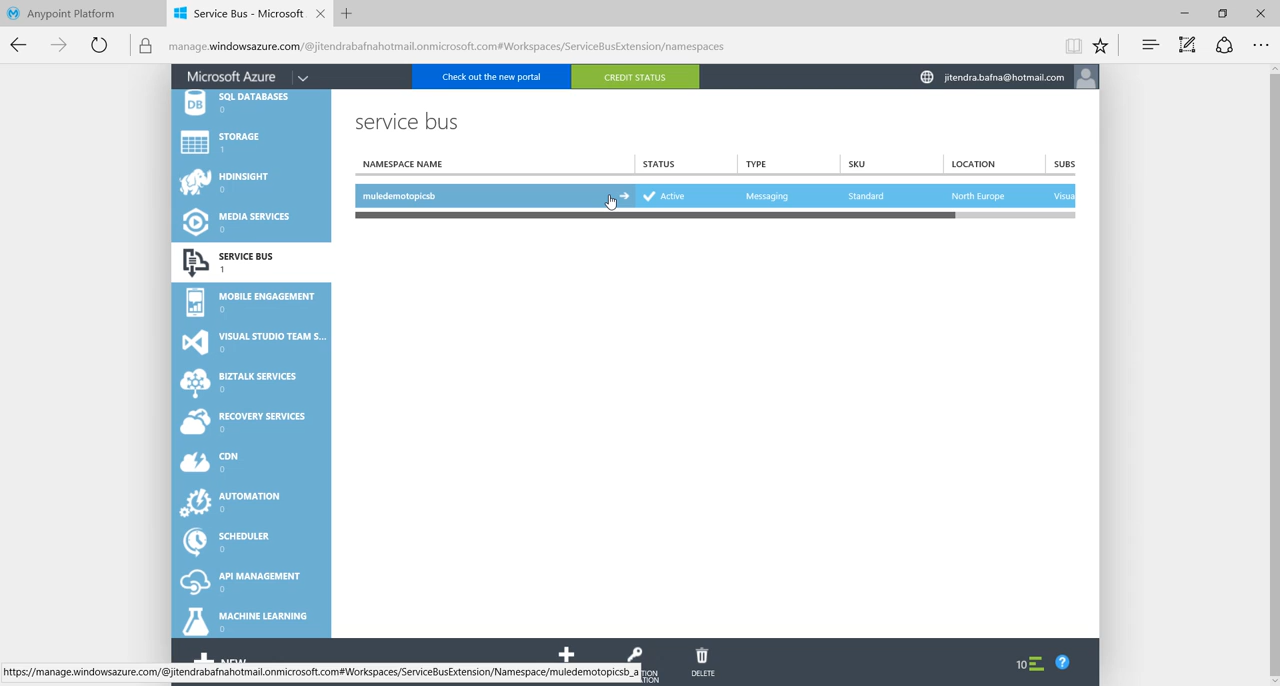 Anypoint Platform
Service Bus - Microsoft
manage.windowsazure.com/@jitendrabafnahotmail.onmicrosoft.com#Workspaces/ServiceBusExtension/namespaces
Microsoft Azure
Check out the new portal
CREDIT STATUS
jitendra.bafna@hotmail.com
SQL DATABASES
0
STORAGE
1
HDINSIGHT
0
MEDIA SERVICES
0
SERVICE BUS
1
MOBILE ENGAGEMENT
0
VISUAL STUDIO TEAM S...
0
BIZTALK SERVICES
0
RECOVERY SERVICES
0
CDN
0
AUTOMATION
0
SCHEDULER
0
API MANAGEMENT
0
MACHINE LEARNING
0
service bus
NAMESPACE NAME STATUS TYPE SKU LOCATION SUBS
muledemotopicsb Active Messaging Standard North Europe Visua
NEW
DELETE
10
?
https://manage.windowsazure.com/@jitendrabafnahotmail.onmicrosoft.com#Workspaces/ServiceBusExtension/Namespace/muledemotopicsb_a